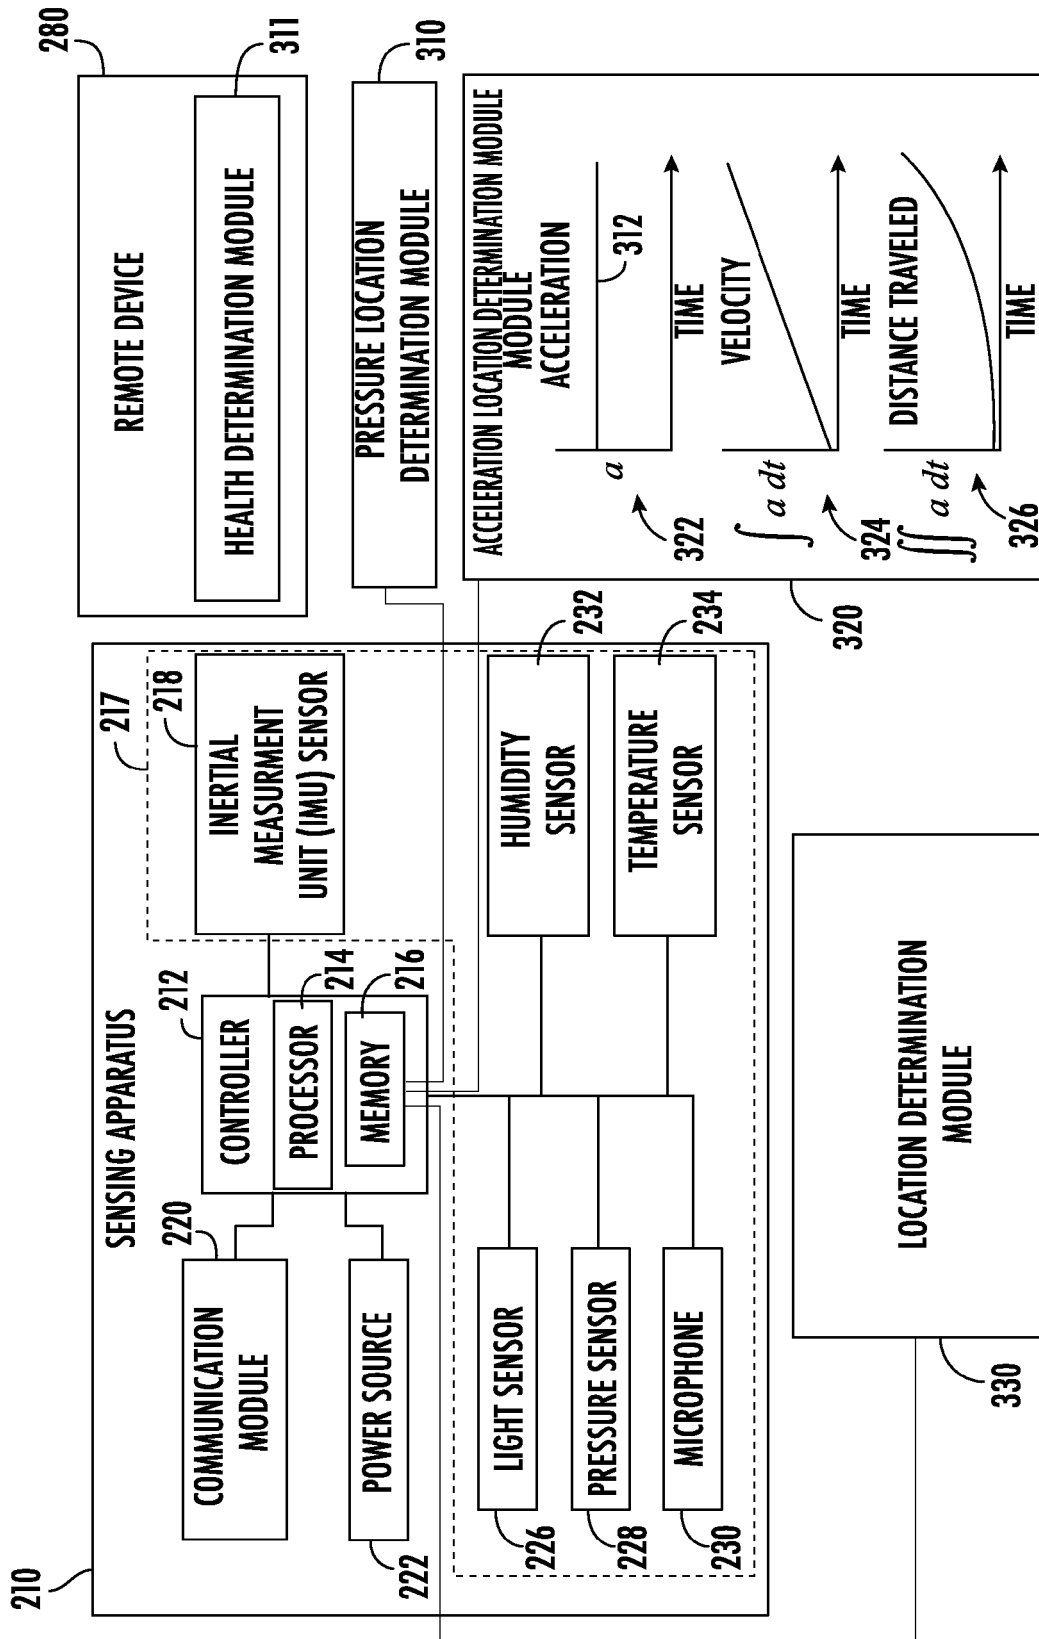 210
SENSING APPARATUS
217
218
INERTIAL
MEASURMENT
UNIT (IMU) SENSOR
212
CONTROLLER
214
PROCESSOR
216
MEMORY
220
COMMUNICATION
MODULE
POWER SOURCE
222
LIGHT SENSOR
226
PRESSURE SENSOR
228
MICROPHONE
230
HUMIDITY
SENSOR
232
TEMPERATURE
SENSOR
234
REMOTE DEVICE
280
HEALTH DETERMINATION MODULE
311
PRESSURE LOCATION
DETERMINATION MODULE
310
ACCELERATION LOCATION DETERMINATION MODULE
MODULE
ACCELERATION
a
312
TIME
322
VELOCITY
∫ a dt
TIME
324
DISTANCE TRAVELED
∬ a dt
TIME
326
320
LOCATION DETERMINATION
MODULE
330